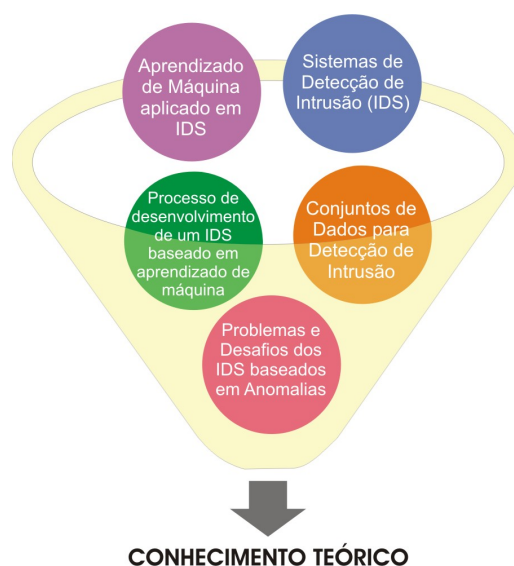 Aprendizado
de Máquina
aplicado em
IDS
Sistemas de
Detecção de
Intrusão (IDS)
Processo de
desenvolvimento
de um IDS
baseado em
aprendizado de
máquina
Conjuntos de
Dados para
Detecção de
Intrusão
Problemas e
Desafios dos
IDS baseados
em Anomalias
CONHECIMENTO TEÓRICO